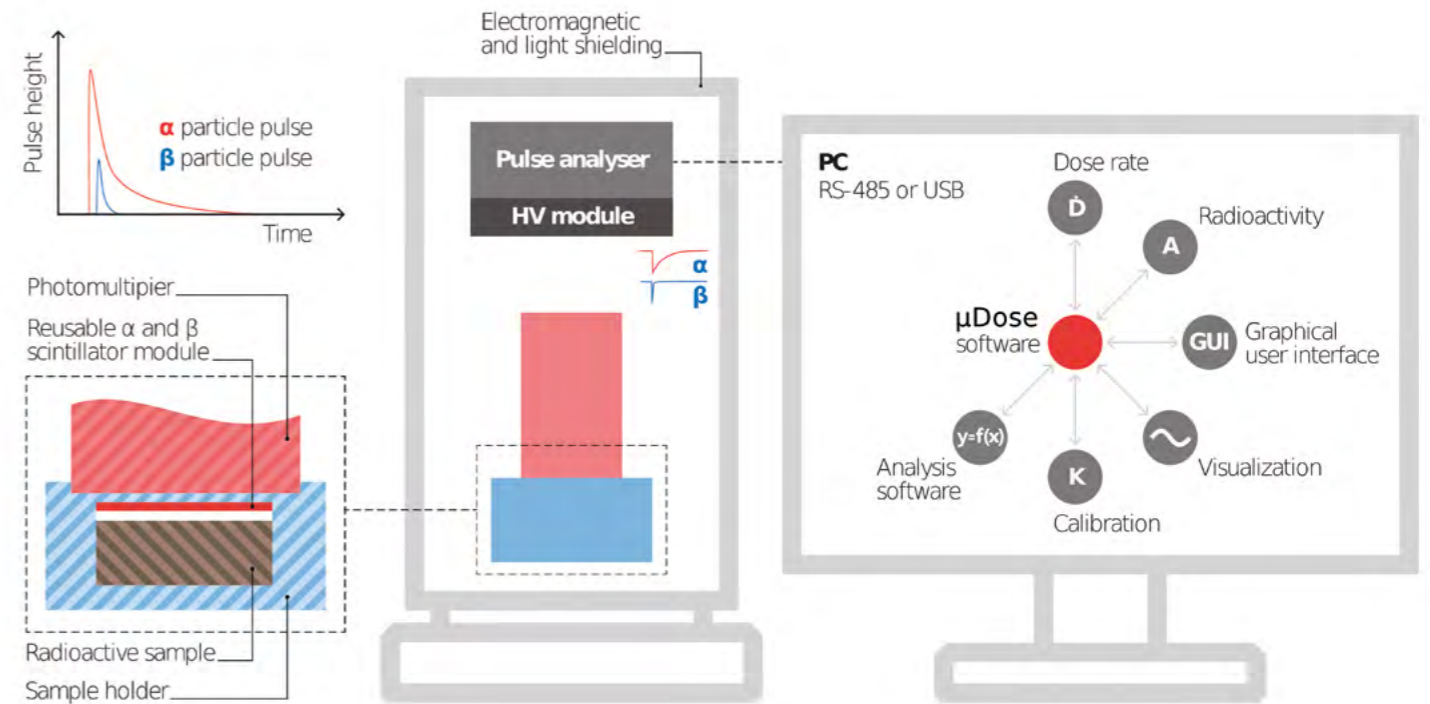 Electromagnetic
and light shielding
Pulse height
α particle pulse
β particle pulse
Time
Photomultipier
Reusable α and β
scintillator module
Radioactive sample
Sample holder
Pulse analyser
HV module
α
β
PC
RS-485 or USB
Dose rate
Ḋ
Radioactivity
A
µDose
software
GUI
Graphical
user interface
y=f(x)
Analysis
software
K
Calibration
Visualization